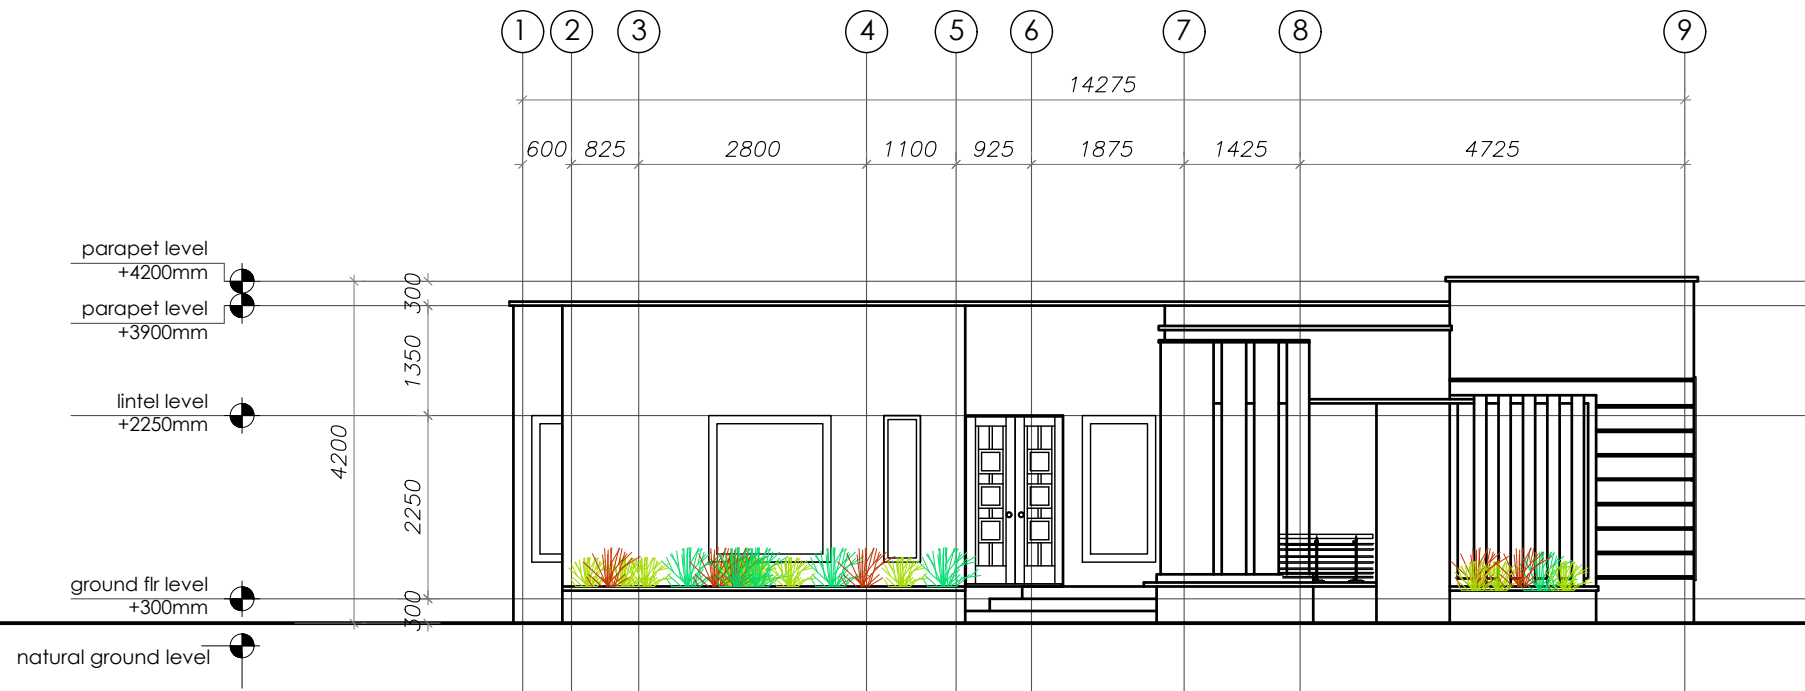 1 2 3 4 5 6 7 8 9
14275
600 825 2800 1100 925 1875 1425 4725
parapet level
+4200mm
parapet level
+3900mm
lintel level
+2250mm
ground flr level
+300mm
natural ground level
4200
300
1350
2250
300